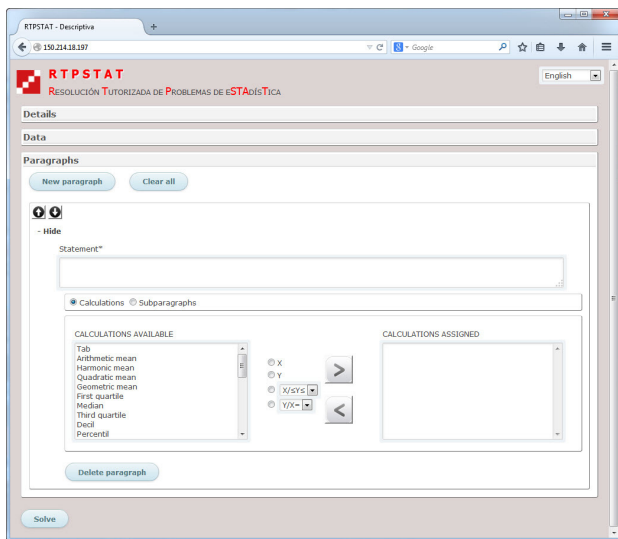 RTPSTAT - Descriptiva
+
150.214.18.197
Google
RTPSTAT
RESOLUCIÓN TUTORIZADA DE PROBLEMAS DE ESTADÍSTICA
English
Details
Data
Paragraphs
New paragraph
Clear all
- Hide
Statement*
Calculations
Subparagraphs
CALCULATIONS AVAILABLE
CALCULATIONS ASSIGNED
Tab
Arithmetic mean
Harmonic mean
Quadratic mean
Geometric mean
First quartile
Median
Third quartile
Decil
Percentil
X
Y
X/≤Y≤
Y/X=
>
<
Delete paragraph
Solve